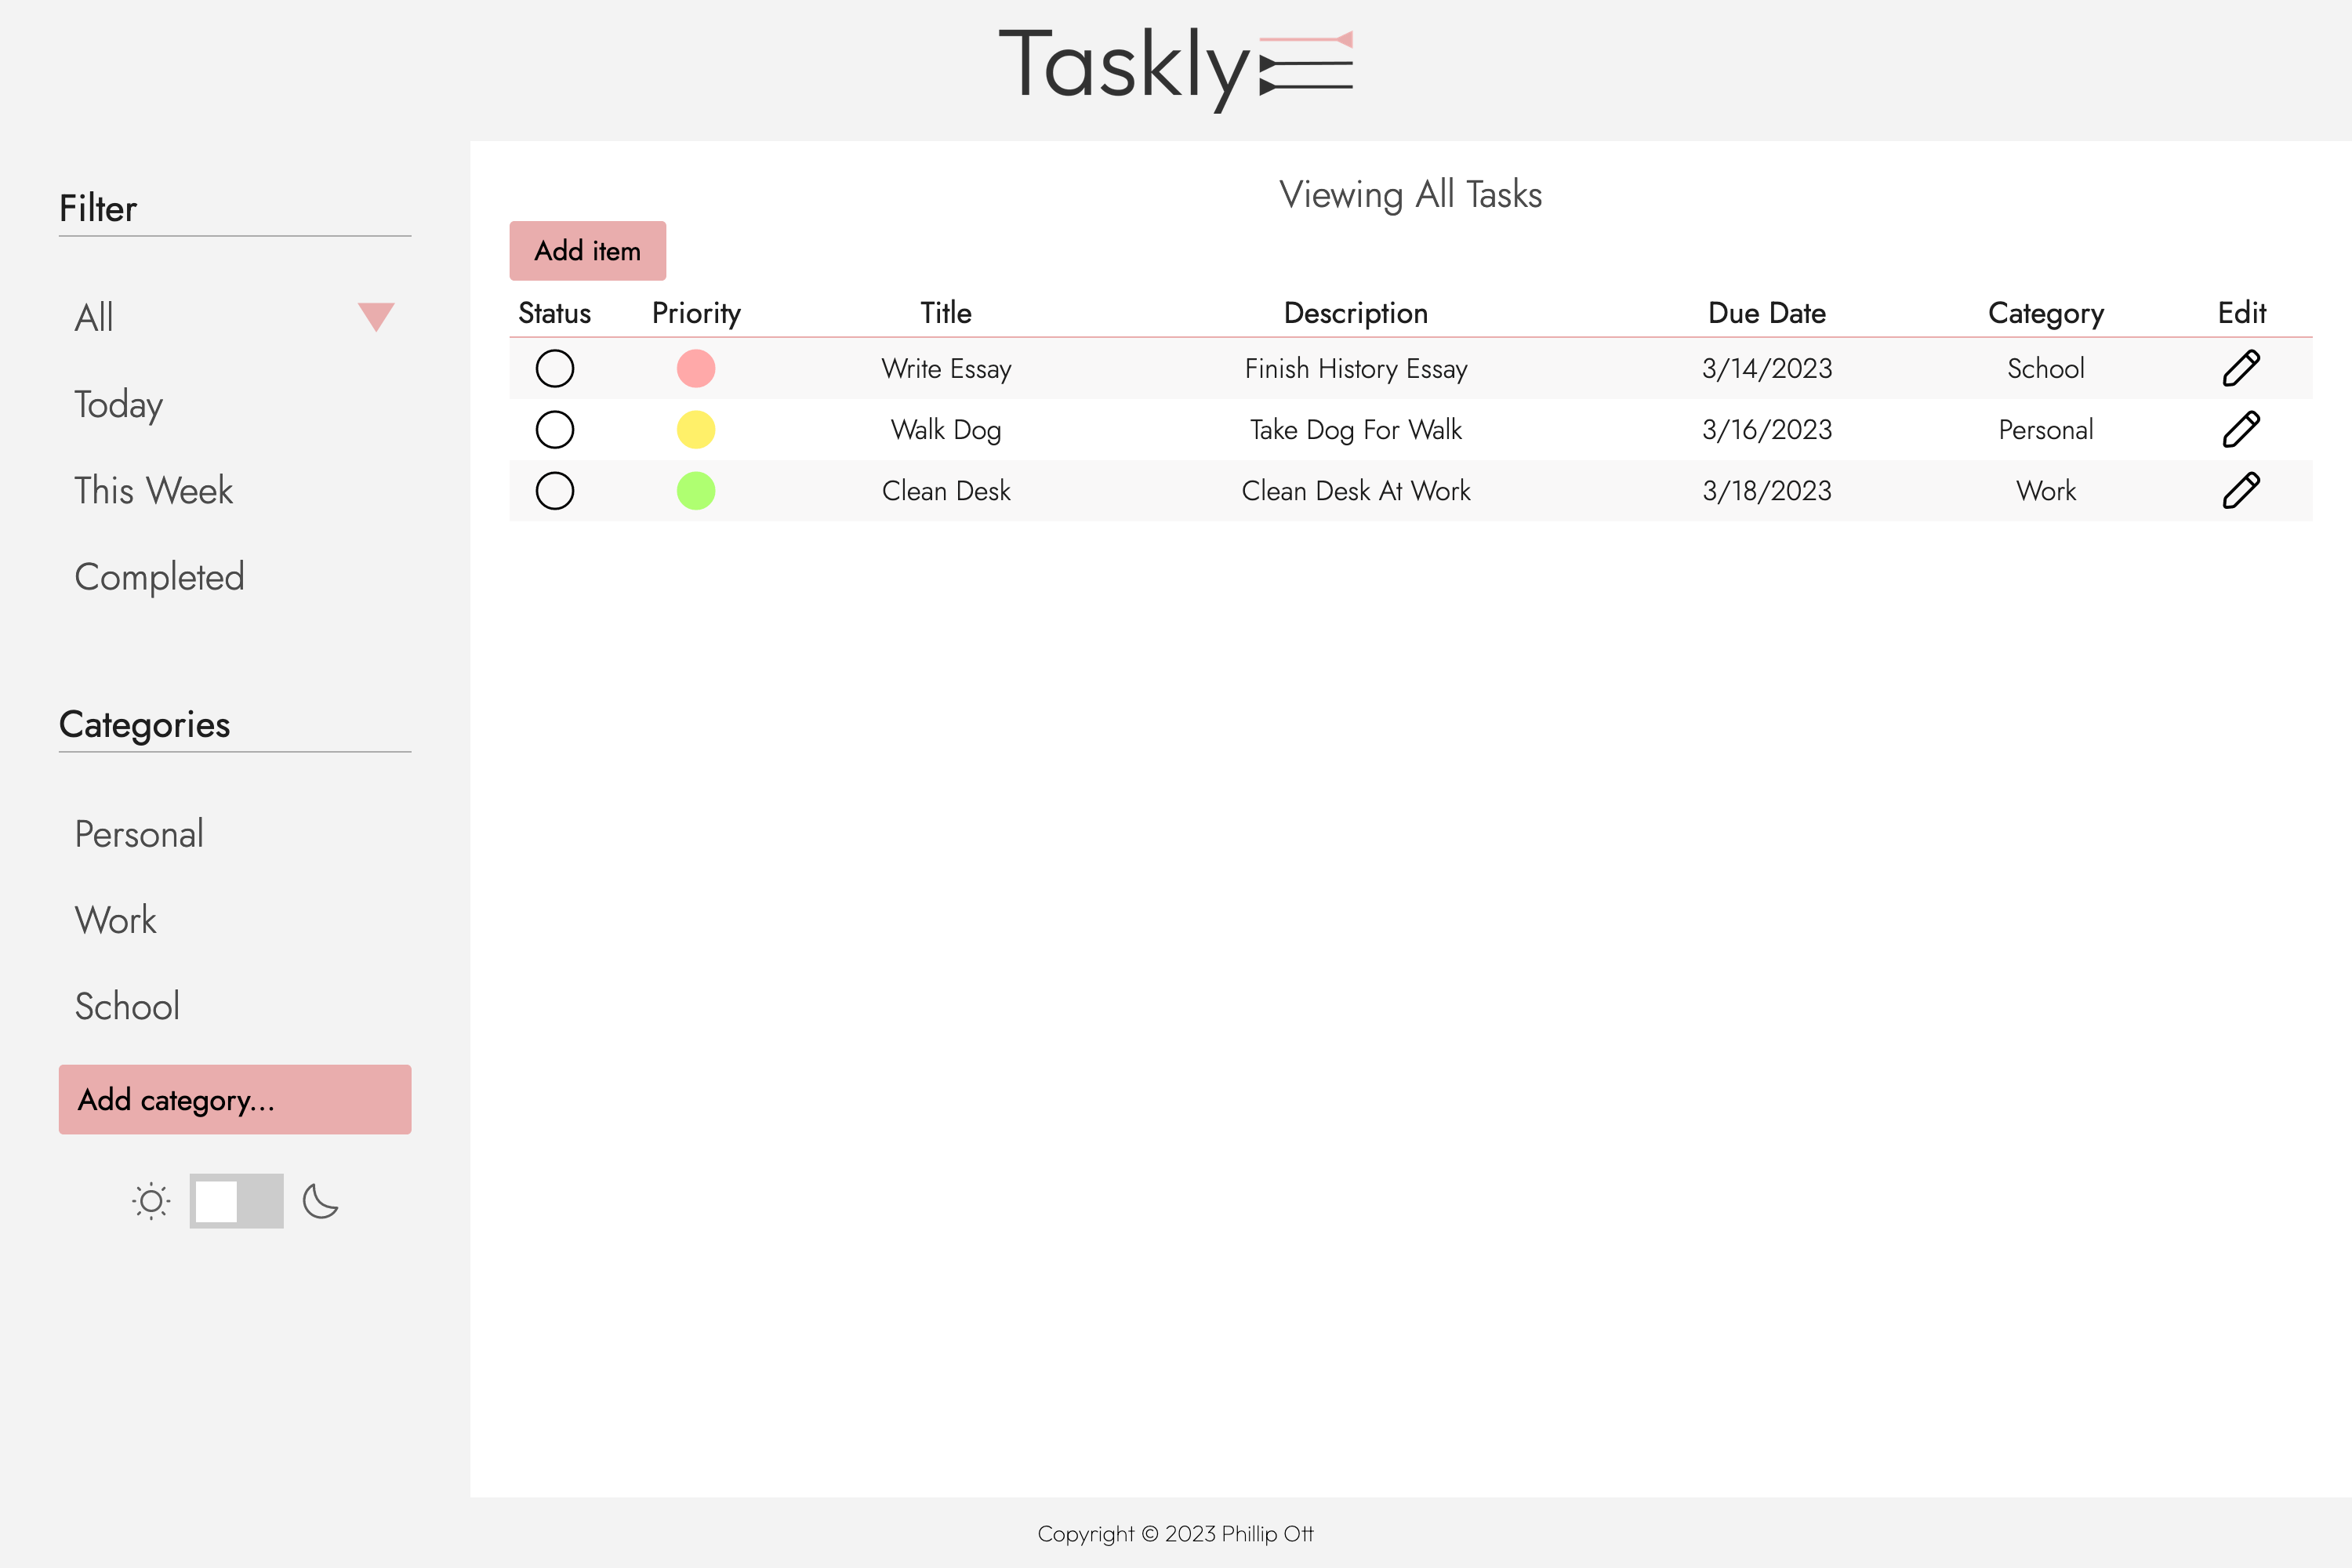 Taskly
Filter
All
Today
This Week
Completed
Categories
Personal
Work
School
Add category...
Viewing All Tasks
Add item
Status Priority Title Description Due Date Category Edit
Write Essay Finish History Essay 3/14/2023 School
Walk Dog Take Dog For Walk 3/16/2023 Personal
Clean Desk Clean Desk At Work 3/18/2023 Work
Copyright © 2023 Phillip Ott